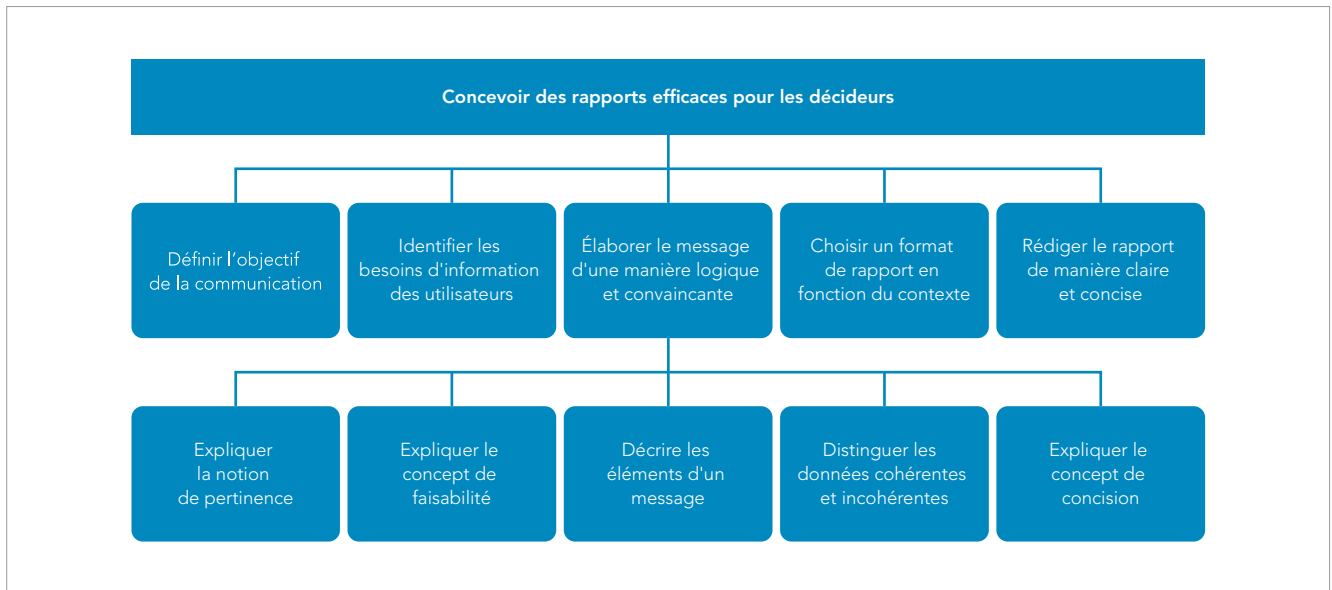 Concevoir des rapports efficaces pour les décideurs
Définir l'objectif
de la communication
Identifier les
besoins d'information
des utilisateurs
Élaborer le message
d'une manière logique
et convaincante
Choisir un format
de rapport en
fonction du contexte
Rédiger le rapport
de manière claire
et concise
Expliquer
la notion
de pertinence
Expliquer le
concept de
faisabilité
Décrire les
éléments d'un
message
Distinguer les
données cohérentes
et incohérentes
Expliquer le
concept de
concision